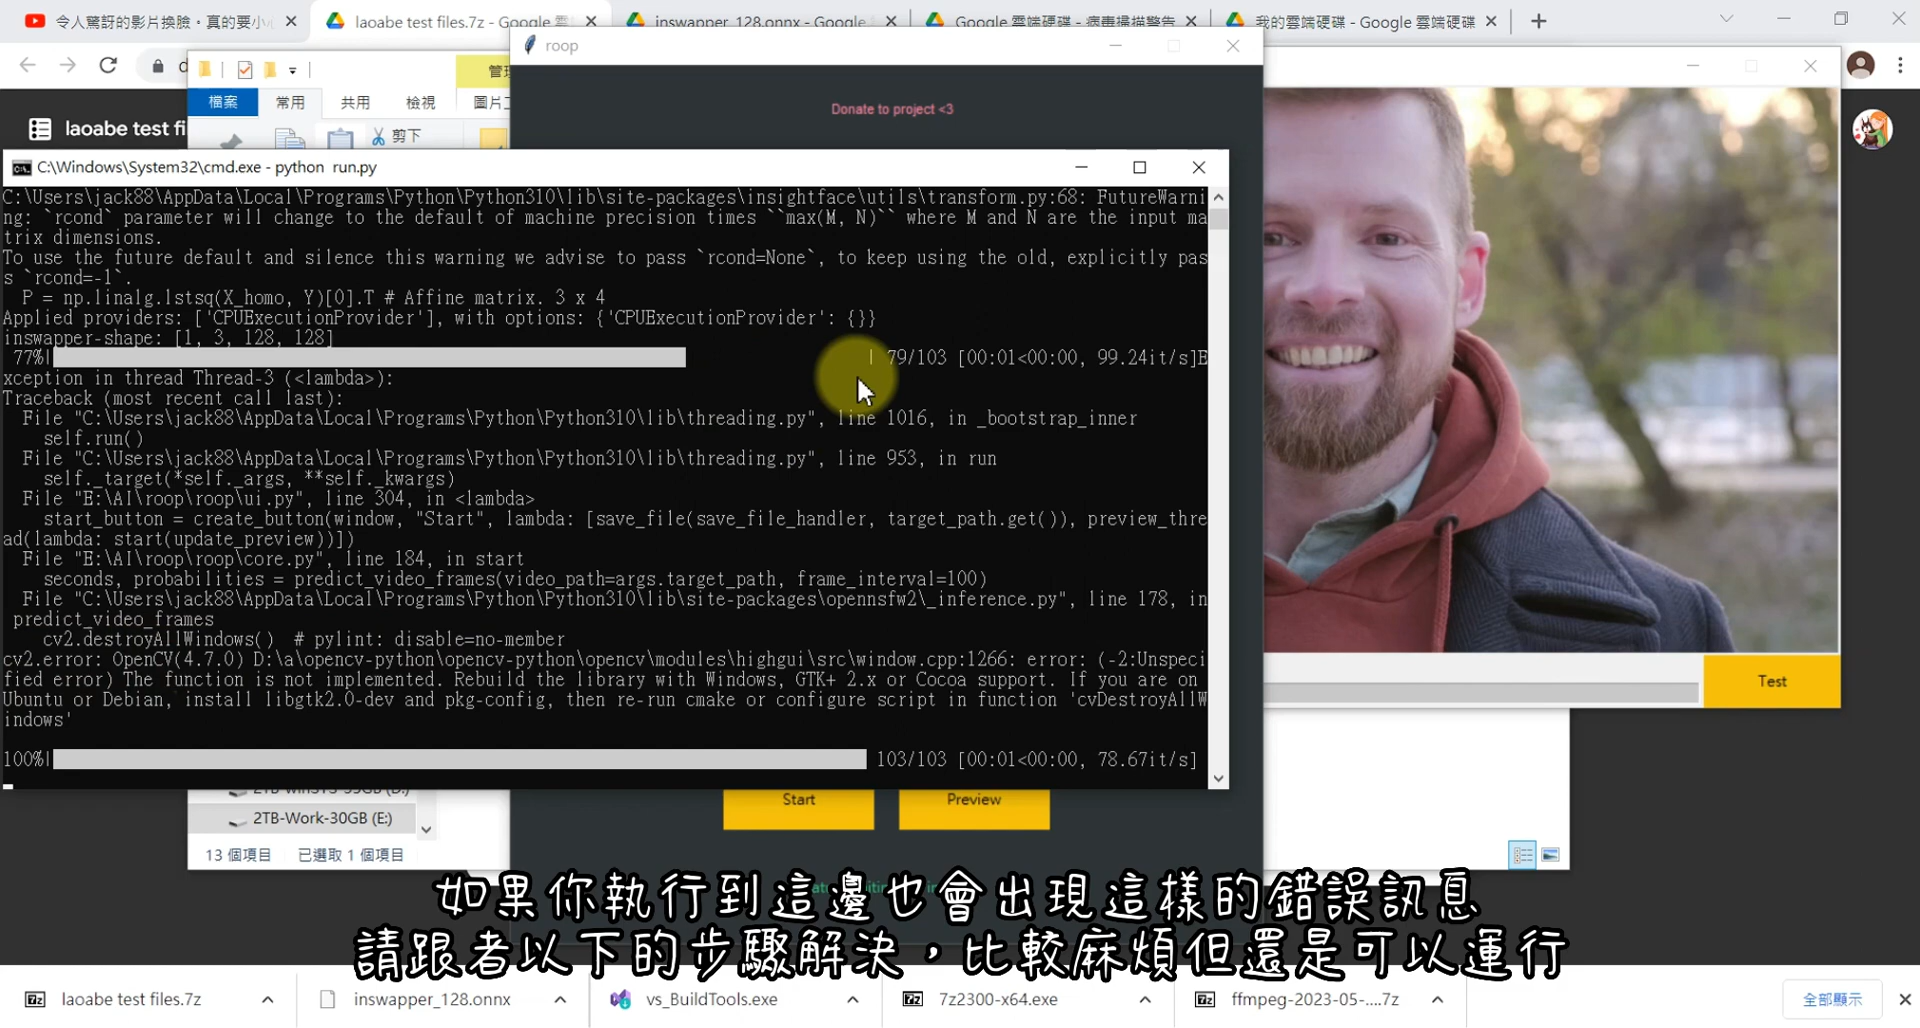 令人驚訝的影片換臉。真的要小心
laoabe test files.7z - Google 雲
inswapper_128.onnx - Google
Google 雲端硬碟 - 病毒掃描警告
我的雲端硬碟 - Google 雲端硬碟
roop
檔案 常用 共用 檢視 圖片工
剪下
Donate to project <3
laoabe test fi
C:\Windows\System32\cmd.exe - python run.py
C:\Users\jack88\AppData\Local\Programs\Python\Python310\lib\site-packages\insightface\utils\transform.py:68: FutureWarni
ng: `rcond` parameter will change to the default of machine precision times ``max(M, N)`` where M and N are the input ma
trix dimensions.
To use the future default and silence this warning we advise to pass `rcond=None`, to keep using the old, explicitly pas
s `rcond=-1`.
P = np.linalg.lstsq(X_homo, Y)[0].T # Affine matrix. 3 x 4
Applied providers: ['CPUExecutionProvider'], with options: {'CPUExecutionProvider': {}}
inswapper-shape: [1, 3, 128, 128]
77%| | 79/103 [00:01<00:00, 99.24it/s]E
xception in thread Thread-3 (<lambda>):
Traceback (most recent call last):
File "C:\Users\jack88\AppData\Local\Programs\Python\Python310\lib\threading.py", line 1016, in _bootstrap_inner
self.run()
File "C:\Users\jack88\AppData\Local\Programs\Python\Python310\lib\threading.py", line 953, in run
self._target(*self._args, **self._kwargs)
File "E:\AI\roop\roop\ui.py", line 304, in <lambda>
start_button = create_button(window, "Start", lambda: [save_file(save_file_handler, target_path.get()), preview_thre
ad(lambda: start(update_preview))])
File "E:\AI\roop\roop\core.py", line 184, in start
seconds, probabilities = predict_video_frames(video_path=args.target_path, frame_interval=100)
File "C:\Users\jack88\AppData\Local\Programs\Python\Python310\lib\site-packages\opennsfw2\_inference.py", line 178, in
predict_video_frames
cv2.destroyAllWindows() # pylint: disable=no-member
cv2.error: OpenCV(4.7.0) D:\a\opencv-python\opencv-python\opencv\modules\highgui\src\window.cpp:1266: error: (-2:Unspeci
fied error) The function is not implemented. Rebuild the library with Windows, GTK+ 2.x or Cocoa support. If you are on
Ubuntu or Debian, install libgtk2.0-dev and pkg-config, then re-run cmake or configure script in function 'cvDestroyAllW
indows'
100%| 103/103 [00:01<00:00, 78.67it/s]
Test
Start Preview
2TB-Work-30GB (E:)
13 個項目 已選取 1 個項目
如果你執行到這邊也會出現這樣的錯誤訊息
請跟者以下的步驟解決，比較麻煩但還是可以運行
laoabe test files.7z
inswapper_128.onnx
vs_BuildTools.exe
7z2300-x64.exe
ffmpeg-2023-05-....7z
全部顯示